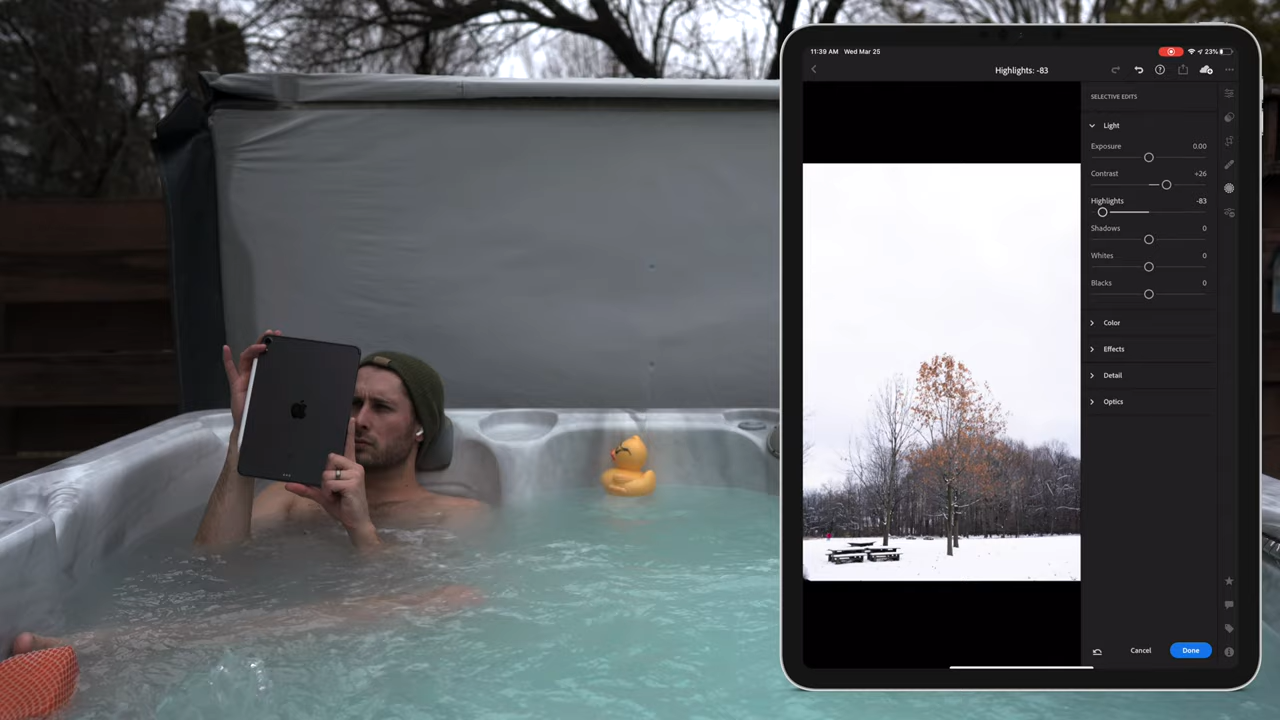 11:39 AM Wed Mar 25
23%
Highlights: -83
SELECTIVE EDITS
Light
Exposure 0.00
Contrast +26
Highlights -83
Shadows 0
Whites 0
Blacks 0
Color
Effects
Detail
Optics
Cancel Done